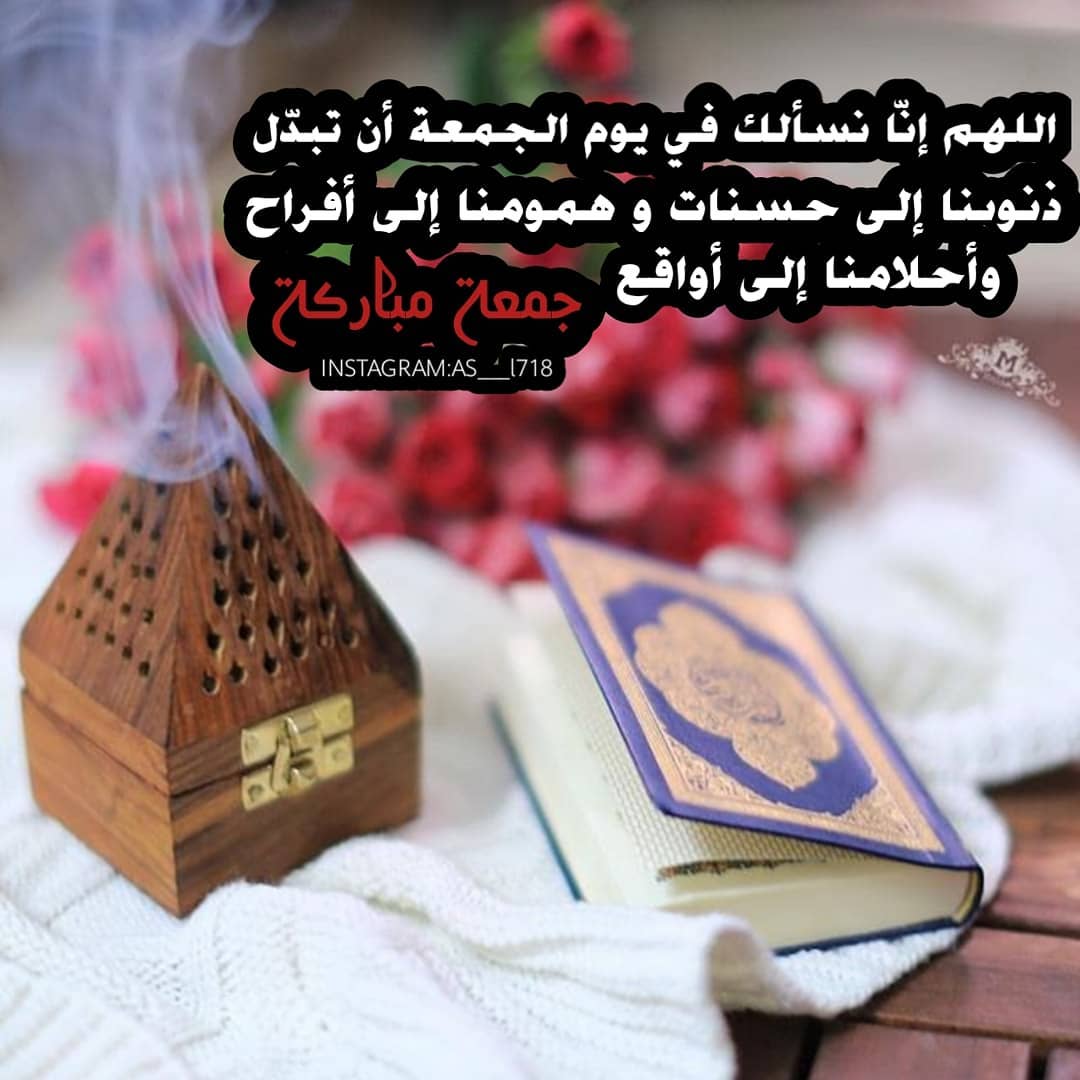 اللهم إنّا نسألك في يوم الجمعة أن تبدّل
ذنوبنا إلى حسنات و همومنا إلى أفراح
وأحلامنا إلى أواقع
جمعة مباركة
INSTAGRAM:AS___l718
M